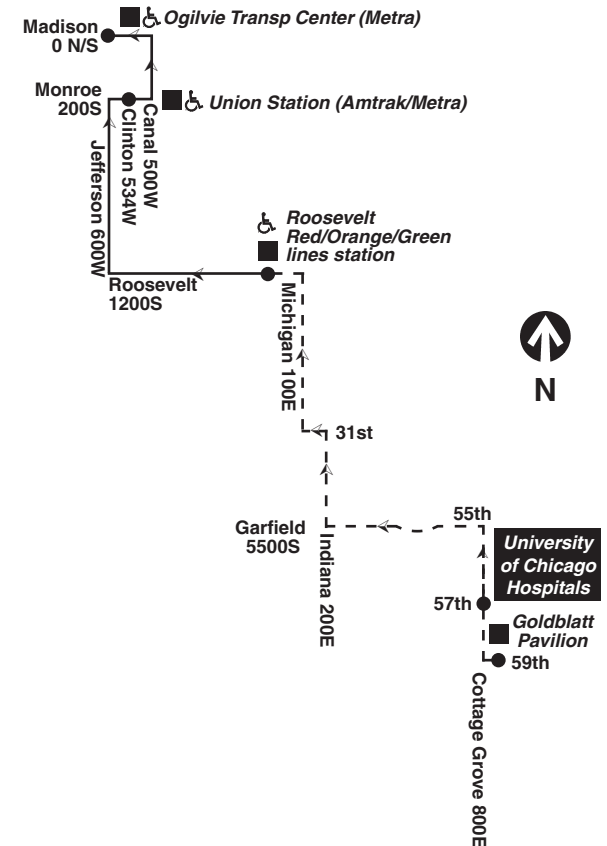 Madison
0 N/S
Ogilvie Transp Center (Metra)
Monroe
200S
Union Station (Amtrak/Metra)
Canal 500W
Clinton 534W
Jefferson 600W
Roosevelt
Red/Orange/Green
lines station
Roosevelt
1200S
Michigan 100E
N
31st
Garfield
5500S
Indiana 200E
55th
University
of Chicago
Hospitals
57th
Goldblatt
Pavilion
59th
Cottage Grove 800E